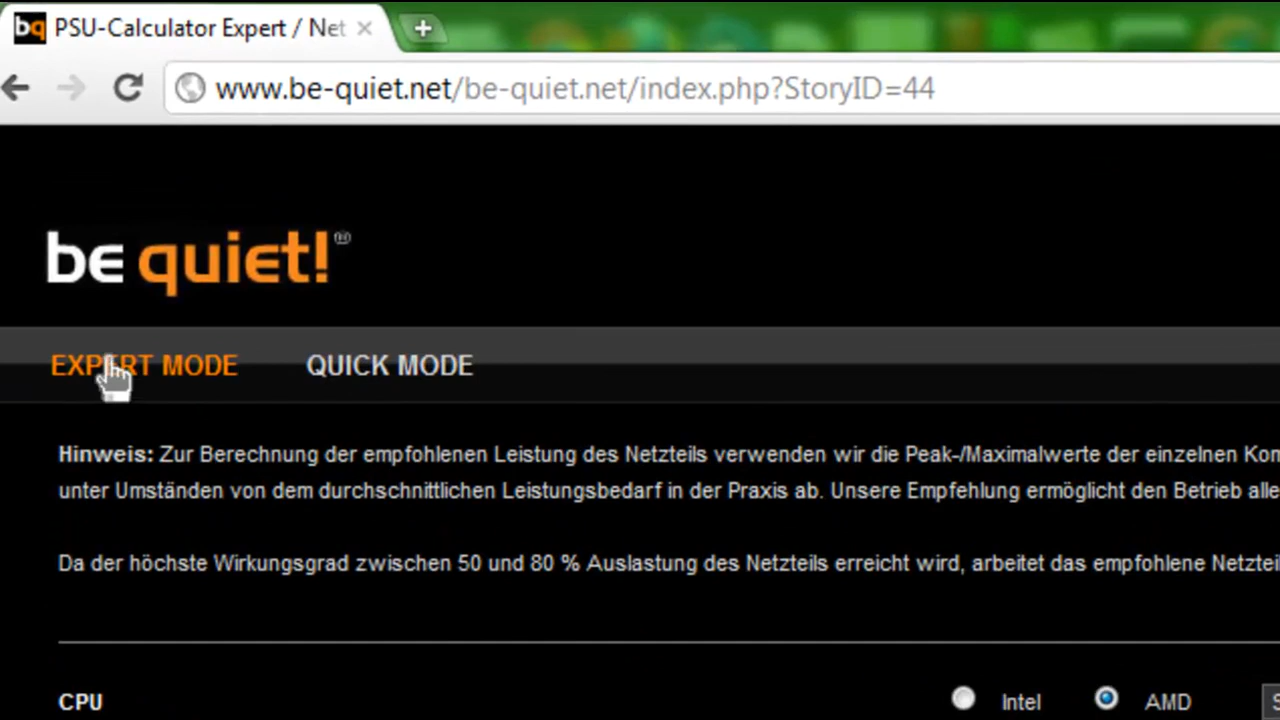 bq PSU-Calculator Expert / Net
www.be-quiet.net/be-quiet.net/index.php?StoryID=44
be quiet!®
EXPERT MODE QUICK MODE
Hinweis: Zur Berechnung der empfohlenen Leistung des Netzteils verwenden wir die Peak-/Maximalwerte der einzelnen Kon
unter Umständen von dem durchschnittlichen Leistungsbedarf in der Praxis ab. Unsere Empfehlung ermöglicht den Betrieb alle
Da der höchste Wirkungsgrad zwischen 50 und 80 % Auslastung des Netzteils erreicht wird, arbeitet das empfohlene Netzteil
CPU Intel AMD S